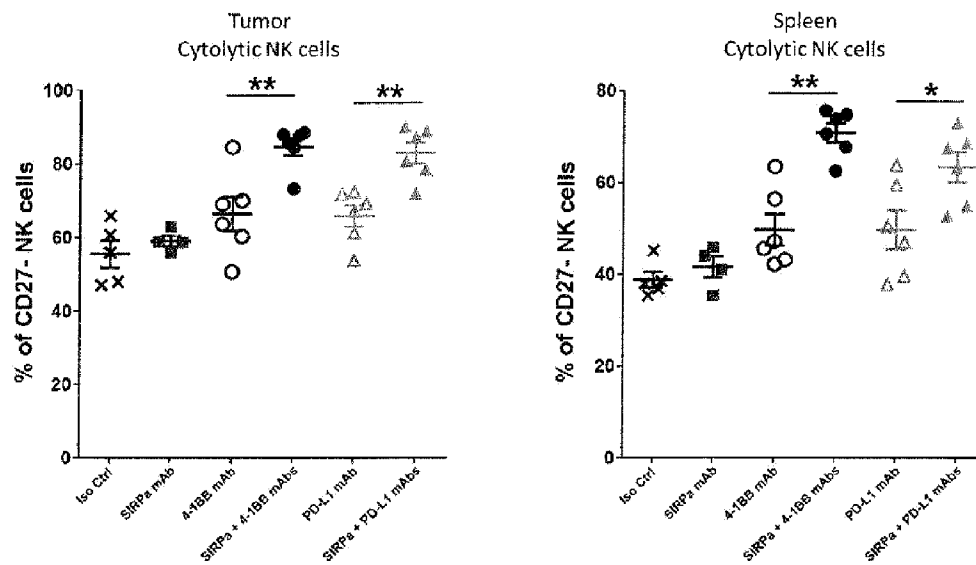 Tumor
Cytolytic NK cells
% of CD27- NK cells
100
80
60
40
20
0
**
**
Iso Ctrl
SIRPa mAb
4-1BB mAb
SIRPa + 4-1BB mAbs
PD-L1 mAb
SIRPa + PD-L1 mAbs
Spleen
Cytolytic NK cells
% of CD27- NK cells
80
60
40
20
0
**
*
Iso Ctrl
SIRPa mAb
4-1BB mAb
SIRPa + 4-1BB mAbs
PD-L1 mAb
SIRPa + PD-L1 mAbs